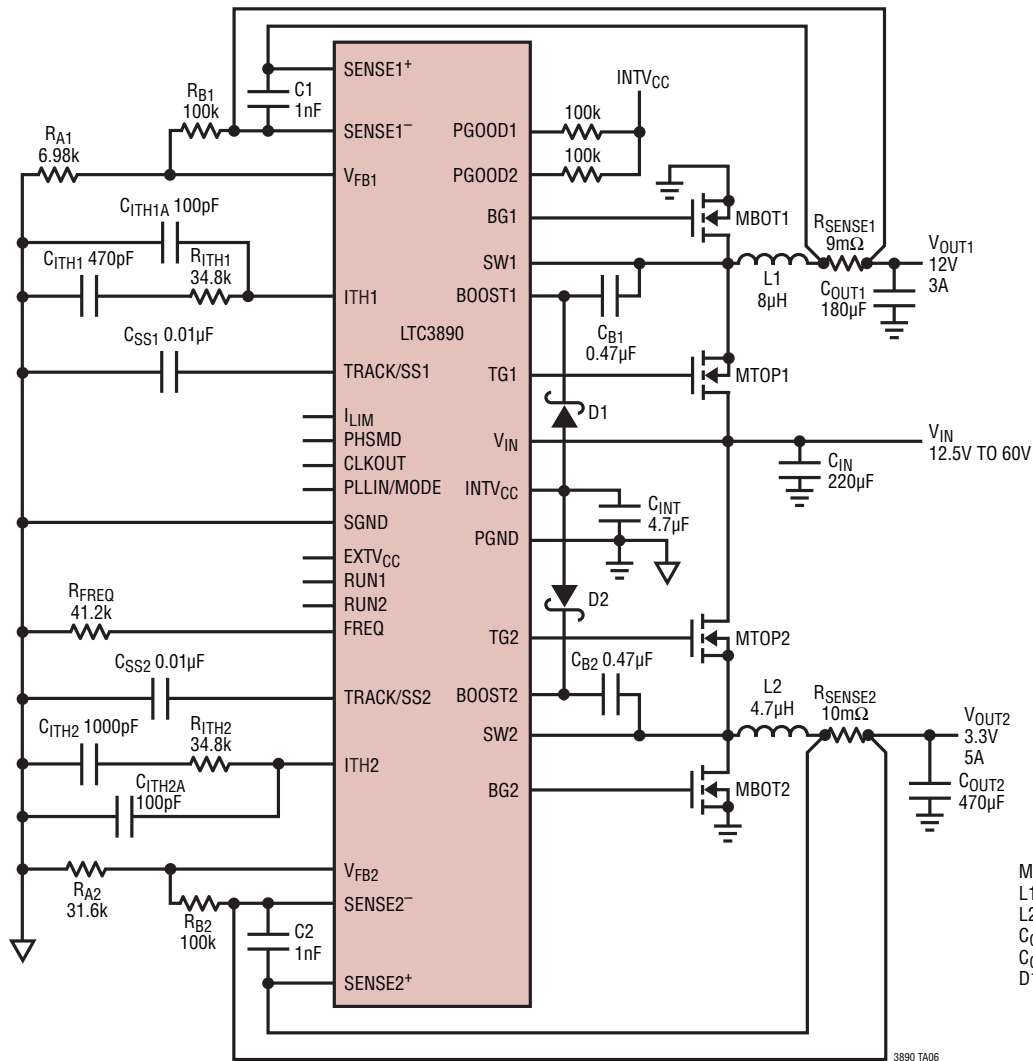 SENSE1+
INTVCC
RB1
100k
C1
1nF
100k
SENSE1–
PGOOD1
RA1
6.98k
100k
VFB1
PGOOD2
CITH1A 100pF
BG1
MBOT1
RSENSE1
9mΩ
VOUT1
12V
3A
CITH1 470pF
RITH1
34.8k
SW1
L1
8µH
COUT1
180µF
ITH1
BOOST1
CB1
0.47µF
LTC3890
CSS1 0.01µF
TRACK/SS1
TG1
MTOP1
D1
ILIM
PHSMD
VIN
VIN
12.5V TO 60V
CLKOUT
CIN
220µF
PLLIN/MODE
INTVCC
CINT
4.7µF
SGND
PGND
EXTVCC
RUN1
RUN2
D2
RFREQ
41.2k
FREQ
TG2
MTOP2
CSS2 0.01µF
CB2 0.47µF
TRACK/SS2
BOOST2
L2
4.7µH
RSENSE2
10mΩ
VOUT2
3.3V
5A
CITH2 1000pF
RITH2
34.8k
SW2
ITH2
CITH2A
100pF
BG2
MBOT2
COUT2
470µF
VFB2
RA2
31.6k
SENSE2–
RB2
100k
C2
1nF
SENSE2+
M
L1
L2
CO
CO
D1
3890 TA06